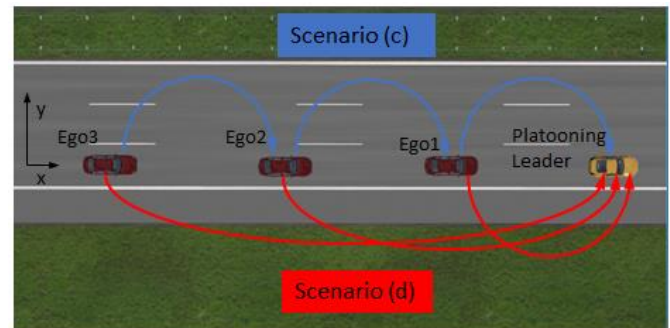 Scenario (c)
y
x
Ego3
Ego2
Ego1
Platooning
Leader
Scenario (d)